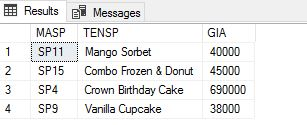 Results Messages
MASP TENSP GIA
1 SP11 Mango Sorbet 40000
2 SP15 Combo Frozen & Donut 45000
3 SP4 Crown Birthday Cake 690000
4 SP9 Vanilla Cupcake 38000